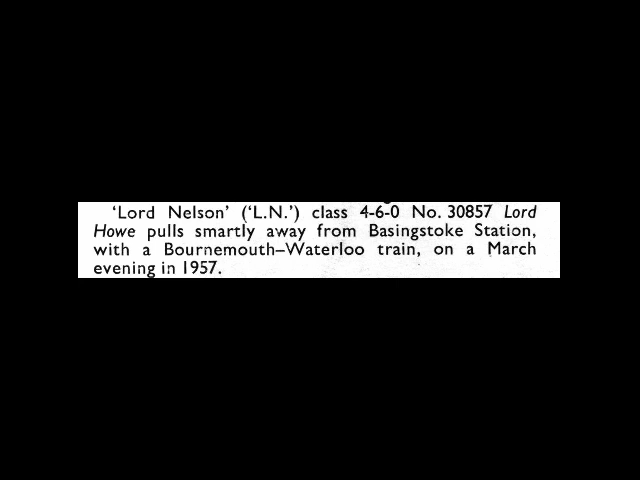 ‘Lord Nelson’ (‘L.N.’) class 4-6-0 No. 30857 Lord
Howe pulls smartly away from Basingstoke Station,
with a Bournemouth–Waterloo train, on a March
evening in 1957.